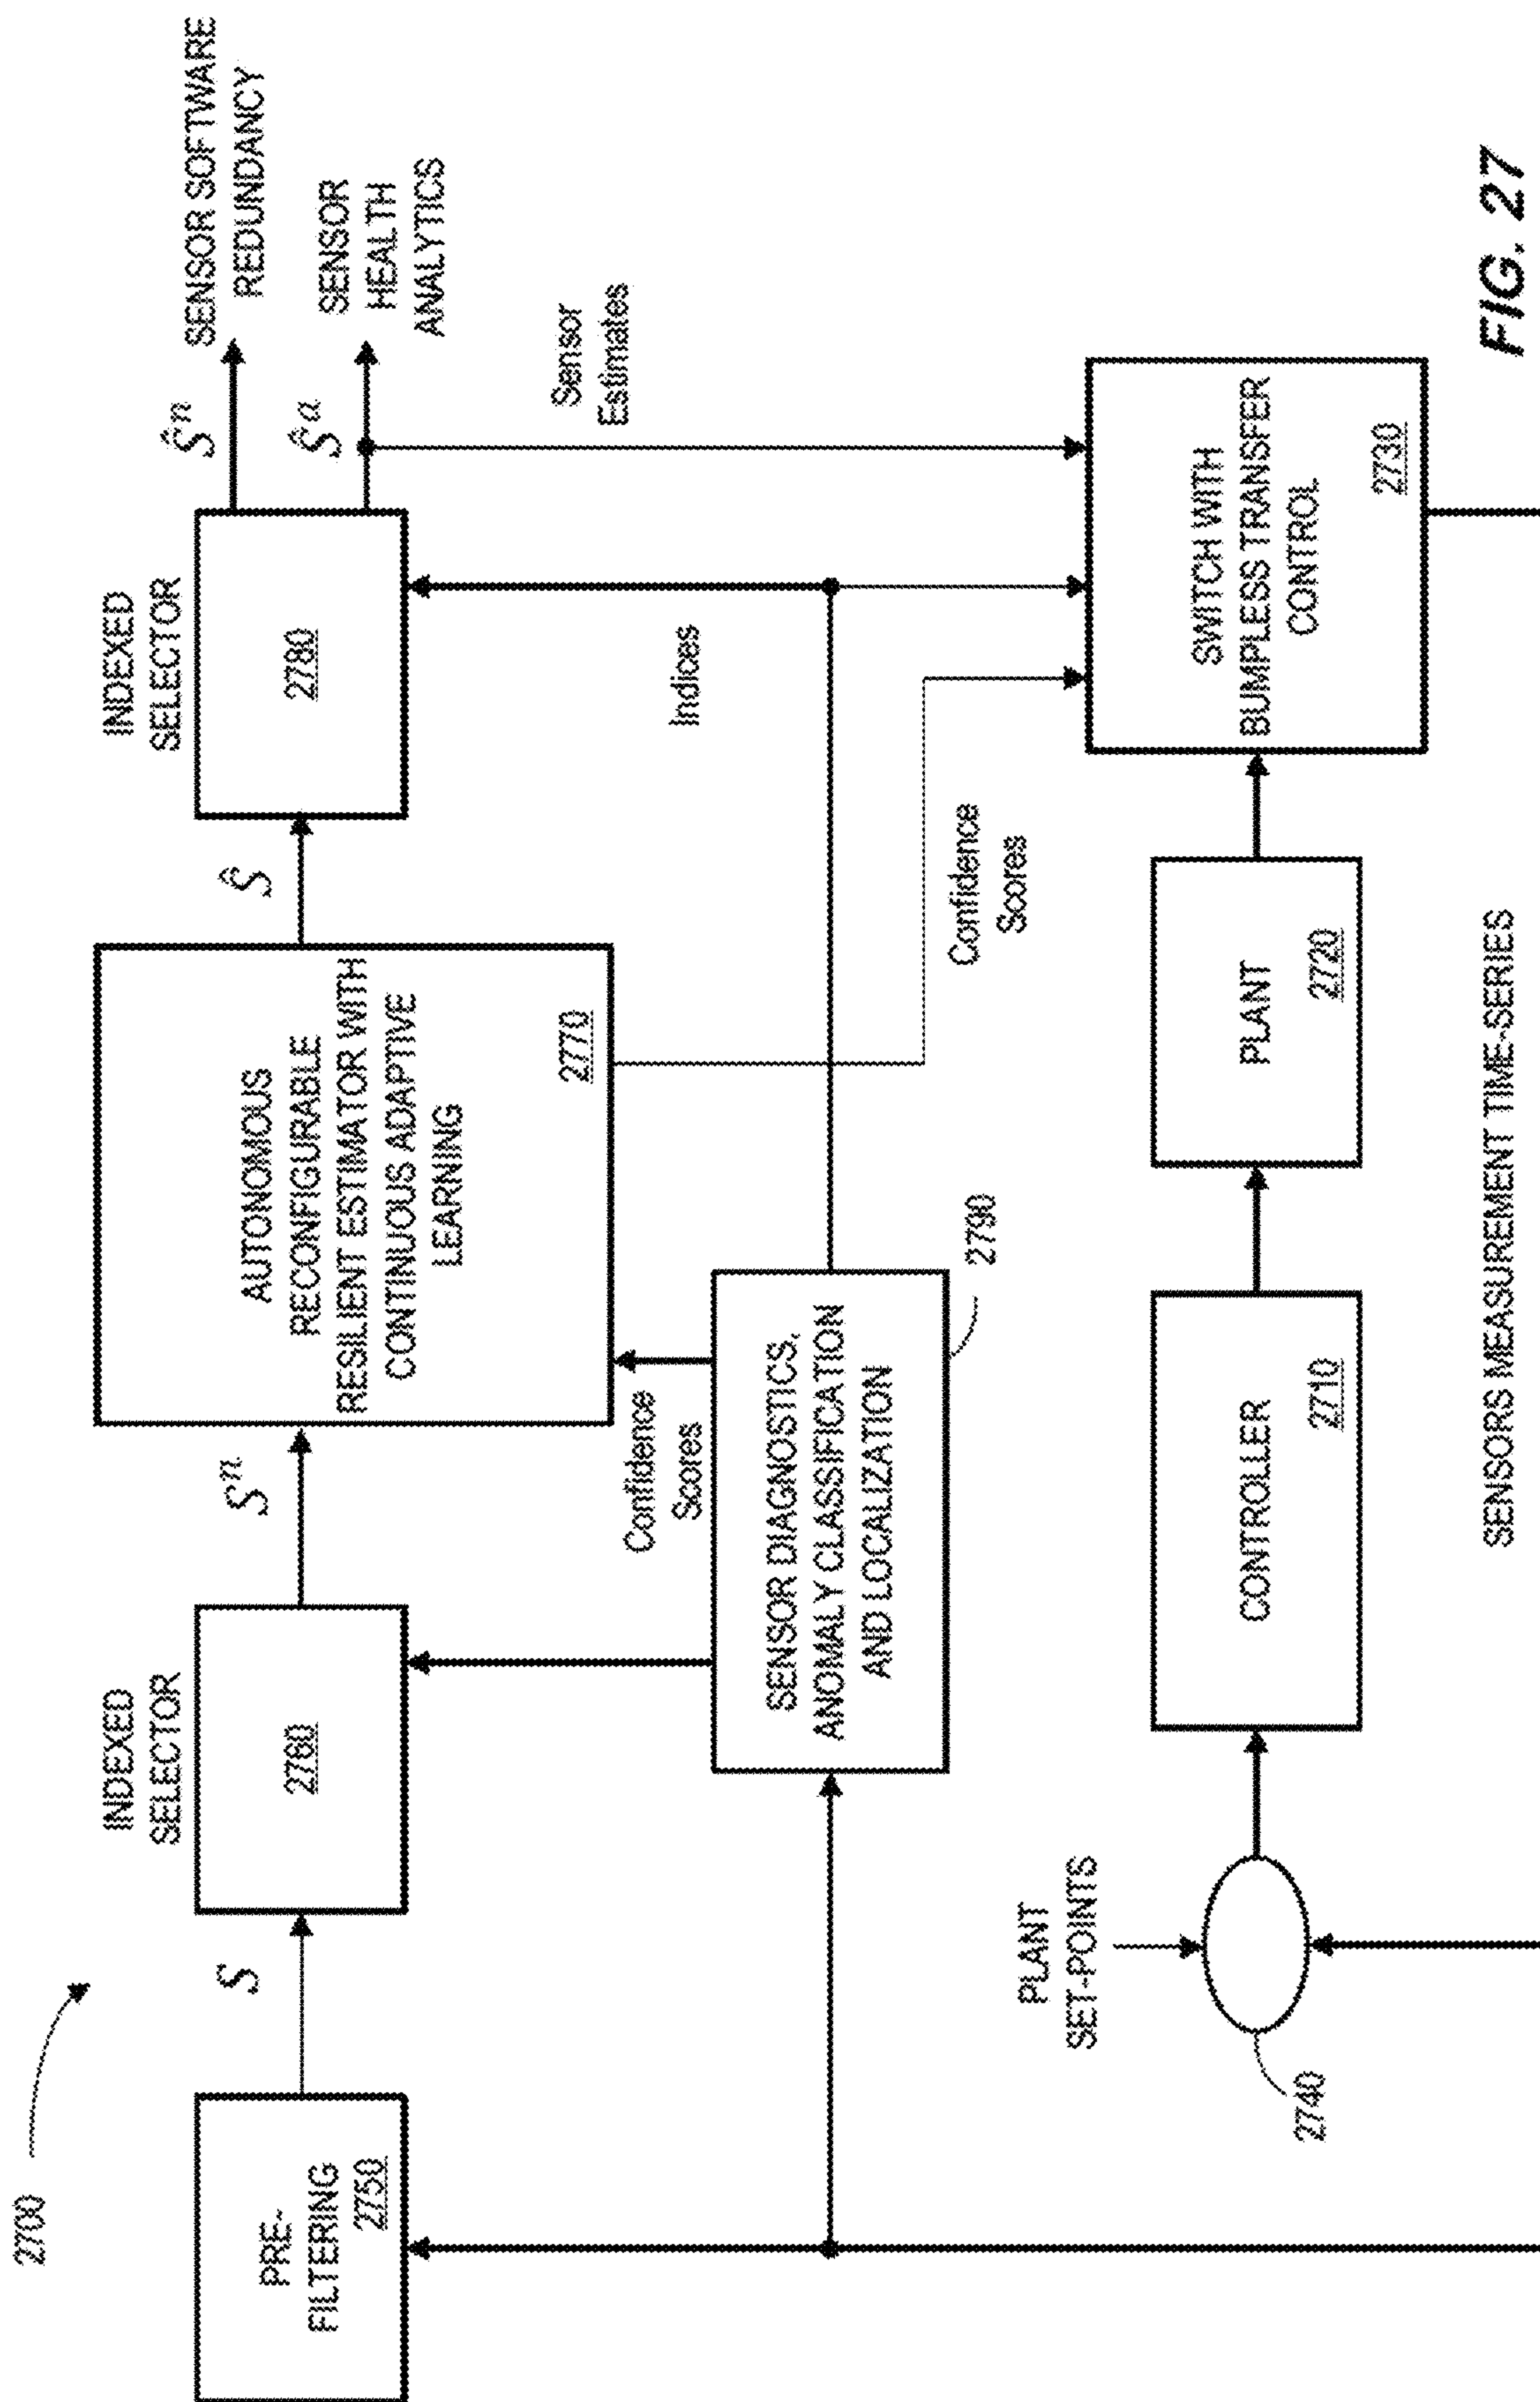 2700
PRE-
FILTERING
2750
S
INDEXED
SELECTOR
2760
Sⁿ
AUTONOMOUS
RECONFIGURABLE
RESILIENT ESTIMATOR WITH
CONTINUOUS ADAPTIVE
LEARNING
2770
Ŝ
INDEXED
SELECTOR
2780
Ŝⁿ
SENSOR SOFTWARE
REDUNDANCY
Ŝᵃ
SENSOR
HEALTH
ANALYTICS
Sensor
Estimates
Indices
Confidence
Scores
SENSOR DIAGNOSTICS,
ANOMALY CLASSIFICATION
AND LOCALIZATION
2790
Confidence
Scores
PLANT
SET-POINTS
2740
CONTROLLER
2710
PLANT
2720
SWITCH WITH
BUMPLESS TRANSFER
CONTROL
2730
SENSORS MEASUREMENT TIME-SERIES
FIG. 27